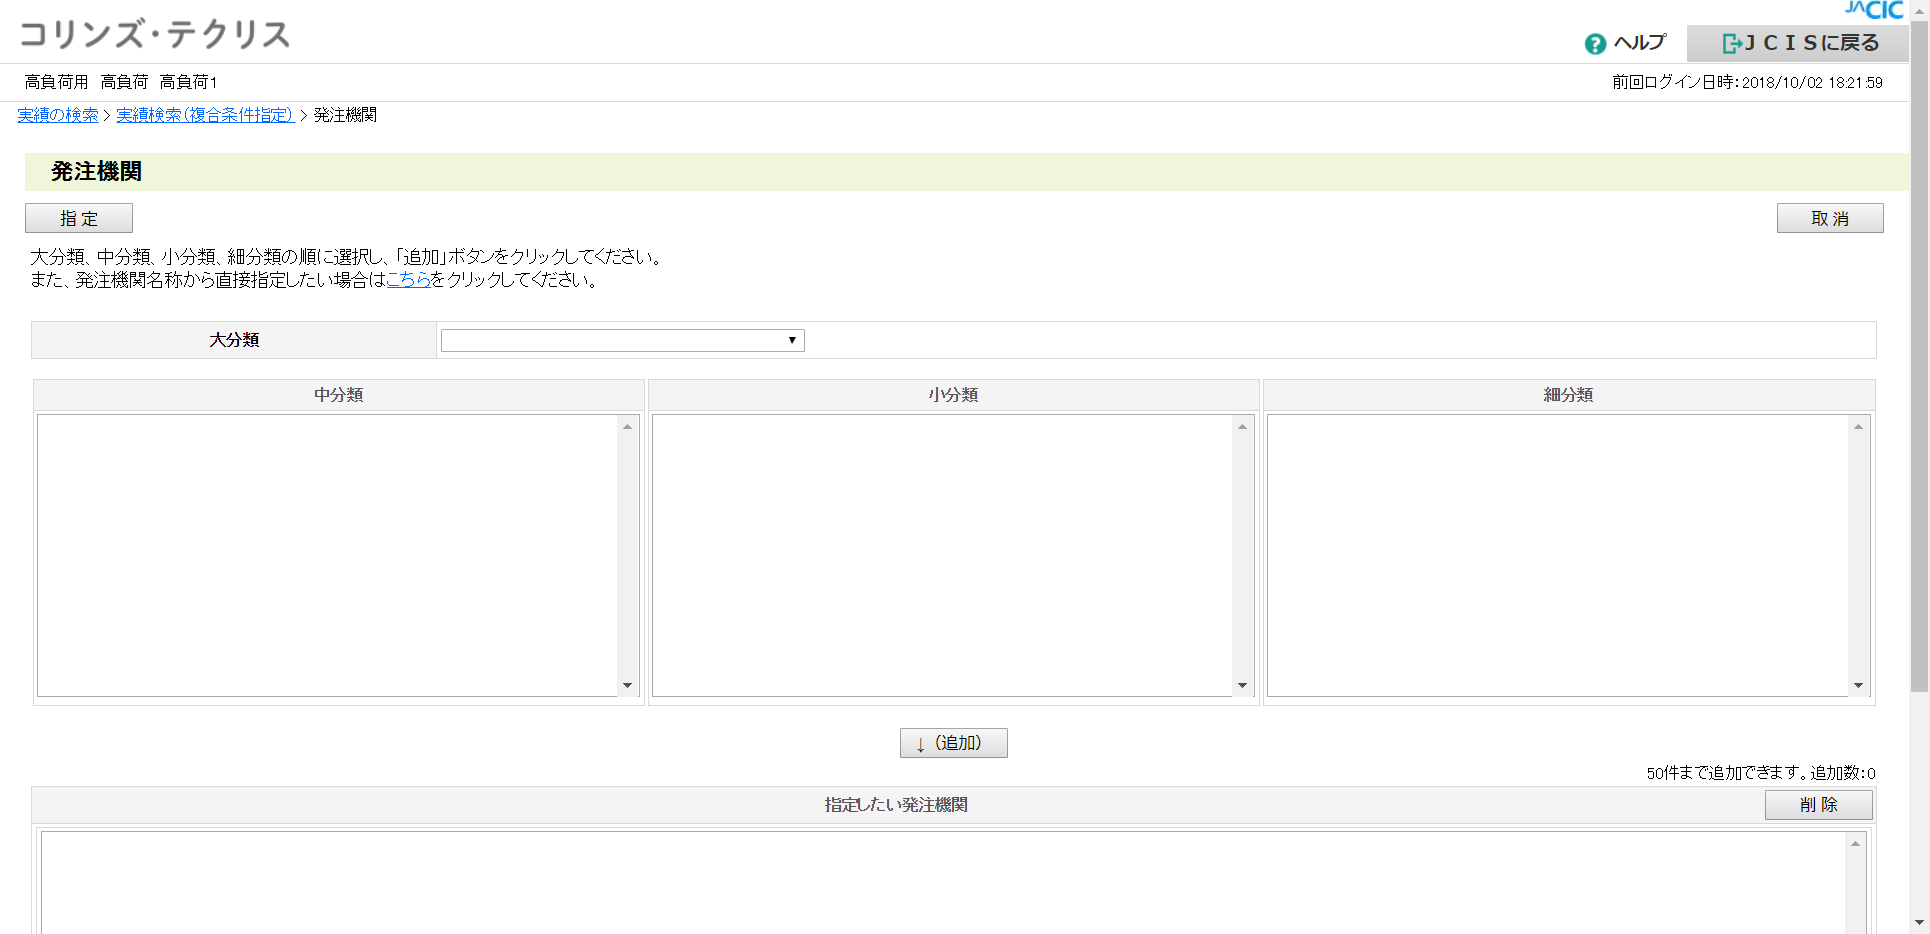 JACIC
コリンズ・テクリス
? ヘルプ
ＪＣＩＳに戻る
高負荷用 高負荷 高負荷1
前回ログイン日時：2018/10/02 18:21:59
実績の検索 > 実績検索（複合条件指定） > 発注機関
発注機関
指 定
取 消
大分類、中分類、小分類、細分類の順に選択し、「追加」ボタンをクリックしてください。
また、発注機関名称から直接指定したい場合はこちらをクリックしてください。
大分類
中分類 小分類 細分類
↓（追加）
50件まで追加できます。追加数：0
指定したい発注機関
削 除